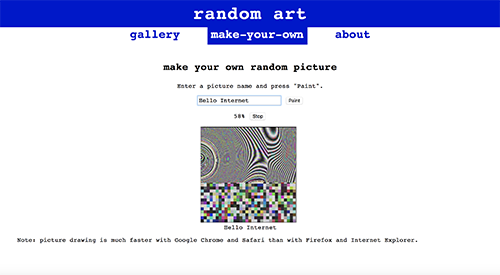 random art
gallery make-your-own about
make your own random picture
Enter a picture name and press "Paint".
Hello Internet Paint
58% Stop
Hello Internet
Note: picture drawing is much faster with Google Chrome and Safari than with Firefox and Internet Explorer.